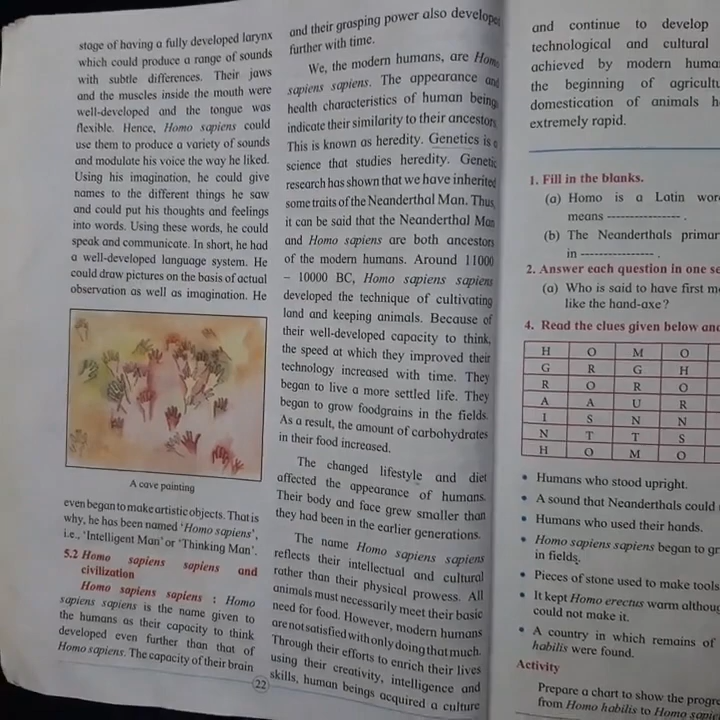 stage of having a fully developed larynx
which could produce a range of sounds
with subtle differences. Their jaws
and the muscles inside the mouth were
well-developed and the tongue was
flexible. Hence, Homo sapiens could
use them to produce a variety of sounds
and modulate his voice the way he liked.
Using his imagination, he could give
names to the different things he saw
and could put his thoughts and feelings
into words. Using these words, he could
speak and communicate. In short, he had
a well-developed language system. He
could draw pictures on the basis of actual
observation as well as imagination. He
A cave painting
even began to make artistic objects. That is
why, he has been named 'Homo sapiens',
i.e., 'Intelligent Man' or 'Thinking Man'.
5.2 Homo sapiens sapiens and
civilization
Homo sapiens sapiens : Homo
sapiens sapiens is the name given to
the humans as their capacity to think
developed even further than that of
Homo sapiens. The capacity of their brain
and their grasping power also developed
further with time.
We, the modern humans, are Homo
sapiens sapiens. The appearance and
health characteristics of human beings
indicate their similarity to their ancestors.
This is known as heredity. Genetics is a
science that studies heredity. Genetic
research has shown that we have inherited
some traits of the Neanderthal Man. Thus,
it can be said that the Neanderthal Man
and Homo sapiens are both ancestors
of the modern humans. Around 11000
– 10000 BC, Homo sapiens sapiens
developed the technique of cultivating
land and keeping animals. Because of
their well-developed capacity to think,
the speed at which they improved their
technology increased with time. They
began to live a more settled life. They
began to grow foodgrains in the fields.
As a result, the amount of carbohydrates
in their food increased.
The changed lifestyle and diet
affected the appearance of humans.
Their body and face grew smaller than
they had been in the earlier generations.
The name Homo sapiens sapiens
reflects their intellectual and cultural
rather than their physical prowess. All
animals must necessarily meet their basic
need for food. However, modern humans
are not satisfied with only doing that much.
Through their efforts to enrich their lives
using their creativity, intelligence and
skills, human beings acquired a culture
22
and continue to develop
technological and cultural
achieved by modern huma
the beginning of agricultu
domestication of animals h
extremely rapid.
1. Fill in the blanks.
(a) Homo is a Latin wor
means ---------------- .
(b) The Neanderthals primar
in ---------------- .
2. Answer each question in one se
(a) Who is said to have first m
like the hand-axe?
4. Read the clues given below and
H O M O
G R G H
R O R O
A A U R
I S N N
N T T S
H O M O
• Humans who stood upright.
• A sound that Neanderthals could
• Humans who used their hands.
• Homo sapiens sapiens began to gr
in fields.
• Pieces of stone used to make tools
• It kept Homo erectus warm althoug
could not make it.
• A country in which remains of
habilis were found.
Activity
Prepare a chart to show the progre
from Homo habilis to Homo sapie